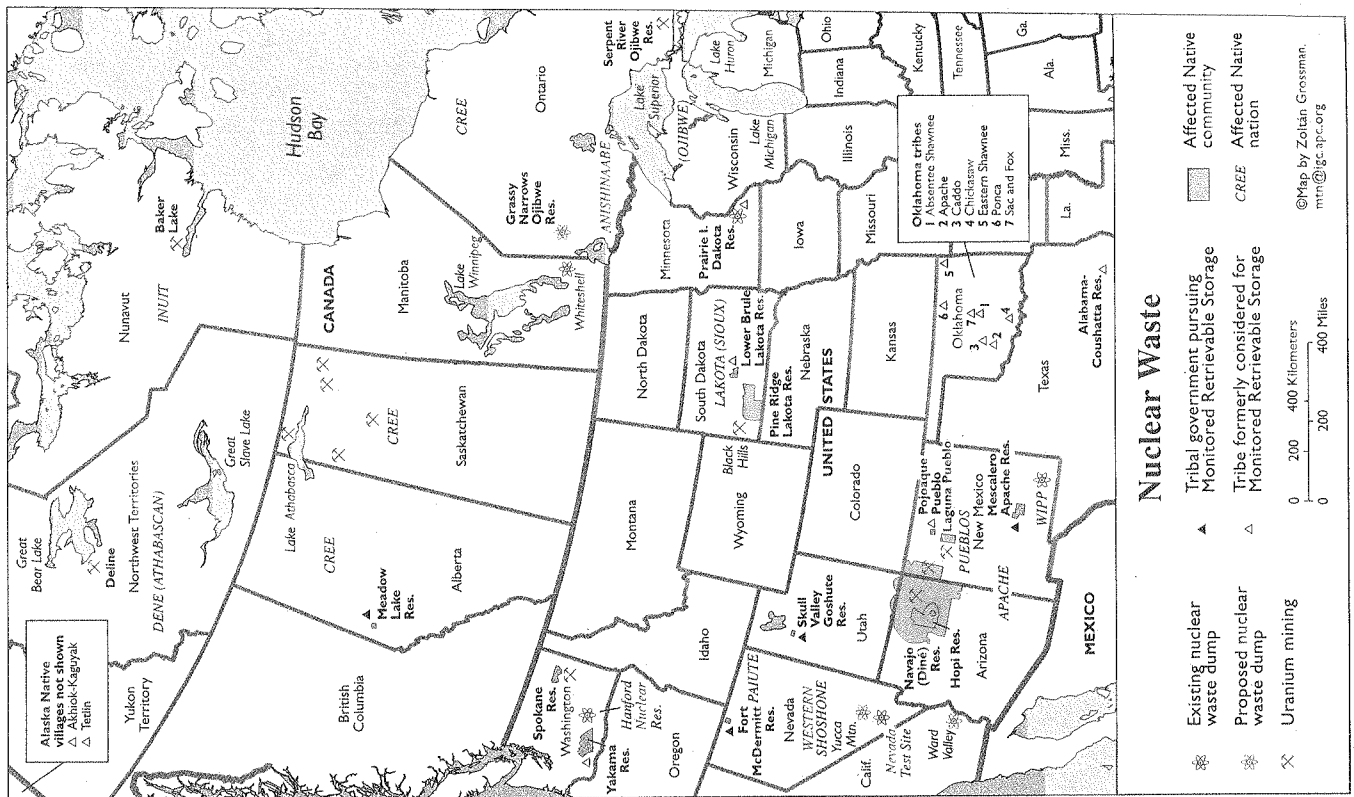 Alaska Native
villages not shown
△ Akhiok-Kaguyak
△ Tetlin
Yukon
Territory
Great
Bear Lake
Deline
Northwest Territories
DENE (ATHABASCAN)
Great
Slave Lake
Nunavut
INUIT
Baker
Lake
Hudson
Bay
British
Columbia
Meadow
Lake
Res.
Alberta
CREE
Lake Athabasca
CREE
Saskatchewan
CANADA
Manitoba
Lake
Winnipeg
Whiteshell
Grassy
Narrows
Ojibwe
Res.
CREE
Ontario
ANISHINAABE
Serpent
River
Ojibwe
Res.
Lake
Superior
(OJIBWE)
Lake
Huron
Michigan
Lake
Michigan
Wisconsin
Spokane
Res.
Washington
Yakama
Res.
Hanford
Nuclear
Res.
Oregon
Idaho
Montana
North Dakota
South Dakota
LAKOTA (SIOUX)
Lower Brule
Lakota Res.
Pine Ridge
Lakota Res.
Black
Hills
Wyoming
Nebraska
Minnesota
Prairie I.
Dakota
Res.
Iowa
Illinois
Indiana
Ohio
Kentucky
Tennessee
Ga.
Ala.
Miss.
La.
Missouri
Kansas
UNITED STATES
Colorado
Utah
Skull
Valley
Goshute
Res.
Fort
McDermitt
Res.
PAIUTE
Nevada
WESTERN
SHOSHONE
Yucca
Mtn.
Calif.
Nevada
Test Site
Ward
Valley
Navajo
(Diné)
Res.
Hopi Res.
Arizona
APACHE
Pojoaque
Pueblo
Laguna Pueblo
PUEBLOS
New Mexico
Mescalero
Apache Res.
WIPP
MEXICO
Texas
Oklahoma
6 △
7 △
△ 1
3 △
△ 2
△ 4
5 △
Alabama-
Coushatta Res. △
Oklahoma tribes
1 Absentee Shawnee
2 Apache
3 Caddo
4 Chickasaw
5 Eastern Shawnee
6 Ponca
7 Sac and Fox
Nuclear Waste
Existing nuclear
waste dump
Proposed nuclear
waste dump
Uranium mining
▲ Tribal government pursuing
Monitored Retrievable Storage
△ Tribe formerly considered for
Monitored Retrievable Storage
0 200 400 Kilometers
0 200 400 Miles
Affected Native
community
CREE Affected Native
nation
©Map by Zoltán Grossman.
mtn@igc.apc.org